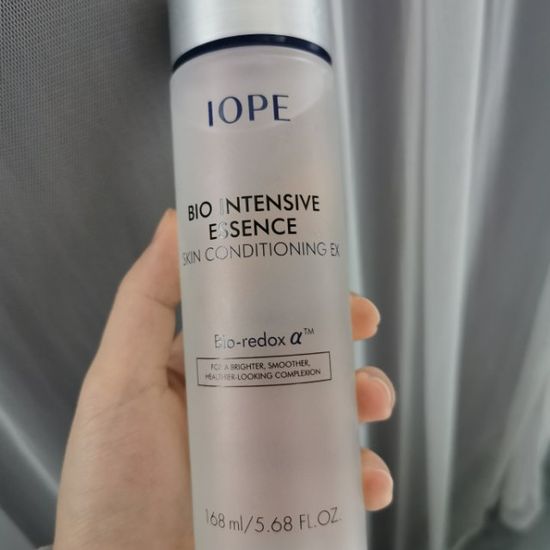 IOPE
BIO INTENSIVE
ESSENCE
SKIN CONDITIONING EX
Bio-redox α™
FOR A BRIGHTER, SMOOTHER,
HEALTHIER-LOOKING COMPLEXION
168 ml/5.68 FL.OZ.